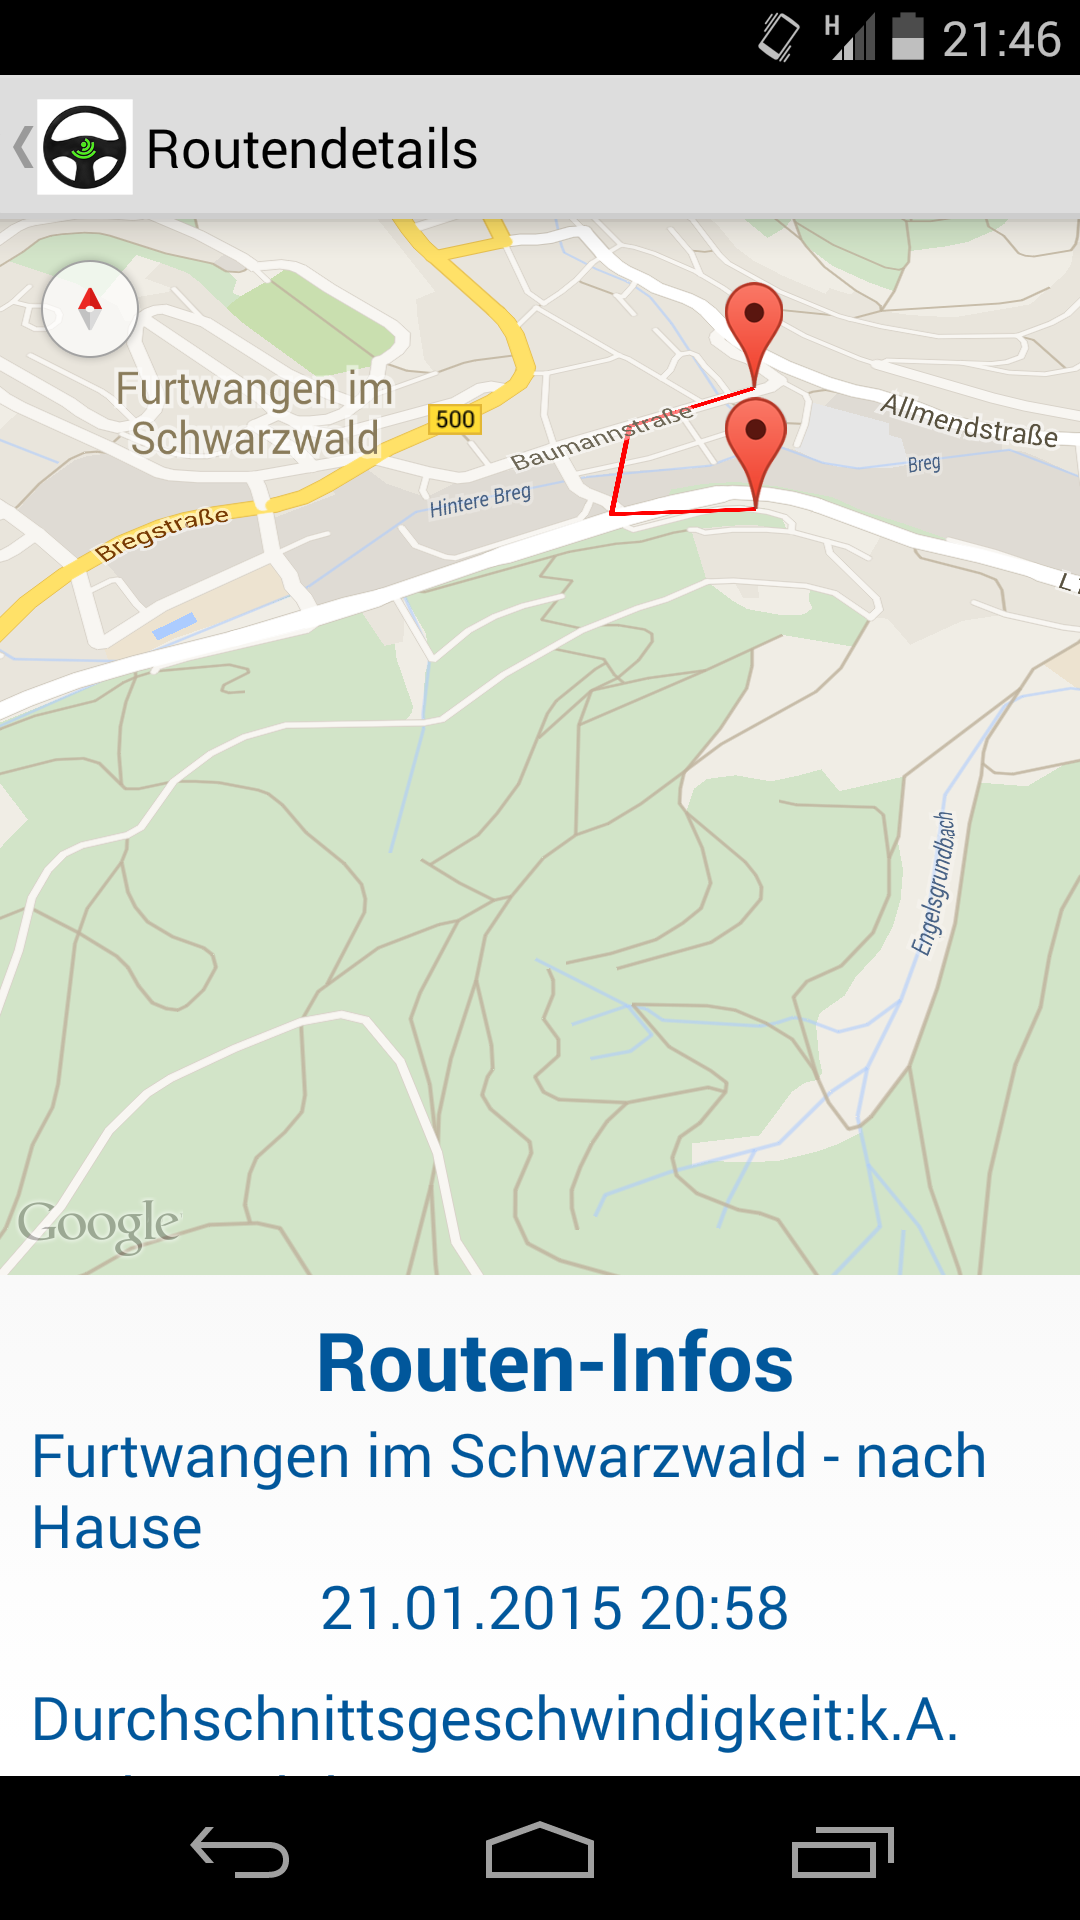 H
21:46
Routendetails
Furtwangen im
Schwarzwald
500
Allmendstraße
Baumannstraße
Breg
Hintere Breg
Bregstraße
Engelsgrundbach
Google
Routen-Infos
Furtwangen im Schwarzwald - nach
Hause
21.01.2015 20:58
Durchschnittsgeschwindigkeit:k.A.